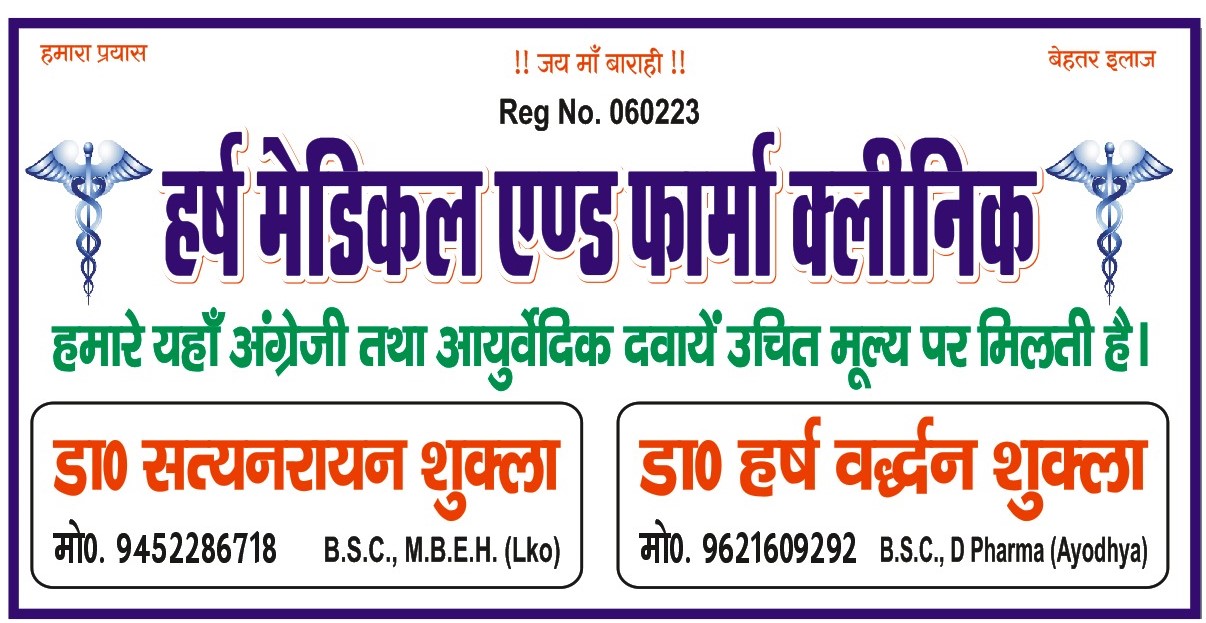 हमारा प्रयास !! जय माँ बाराही !! बेहतर इलाज
Reg No. 060223
हर्ष मेडिकल एण्ड फार्मा क्लीनिक
हमारे यहाँ अंग्रेजी तथा आयुर्वेदिक दवायें उचित मूल्य पर मिलती है।
डा0 सत्यनरायन शुक्ला
मो0. 9452286718 B.S.C., M.B.E.H. (Lko)
डा0 हर्ष वर्द्धन शुक्ला
मो0. 9621609292 B.S.C., D Pharma (Ayodhya)